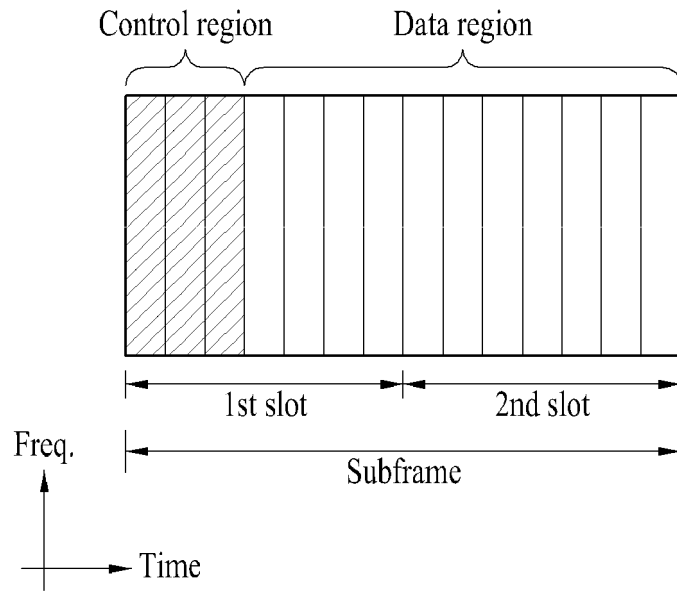 Control region
Data region
1st slot
2nd slot
Subframe
Freq.
Time